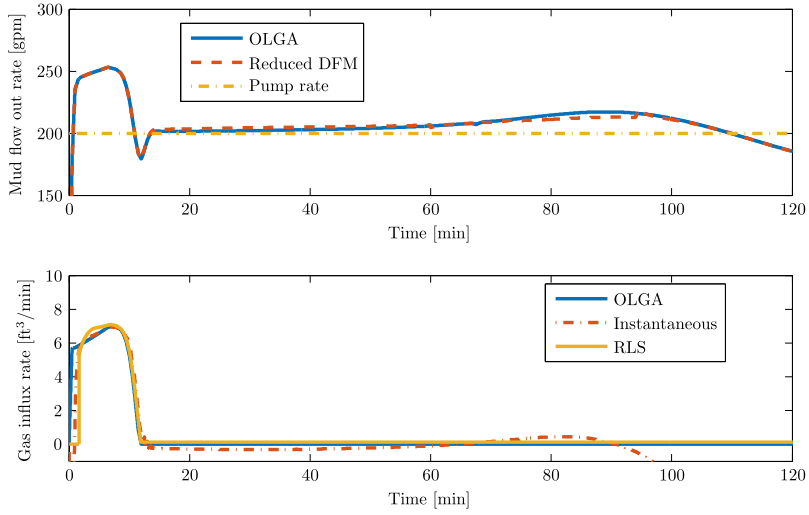 300
250
200
150
Mud flow out rate [gpm]
OLGA
Reduced DFM
Pump rate
0 20 40 60 80 100 120
Time [min]
10
8
6
4
2
0
Gas influx rate [ft³/min]
OLGA
Instantaneous
RLS
0 20 40 60 80 100 120
Time [min]